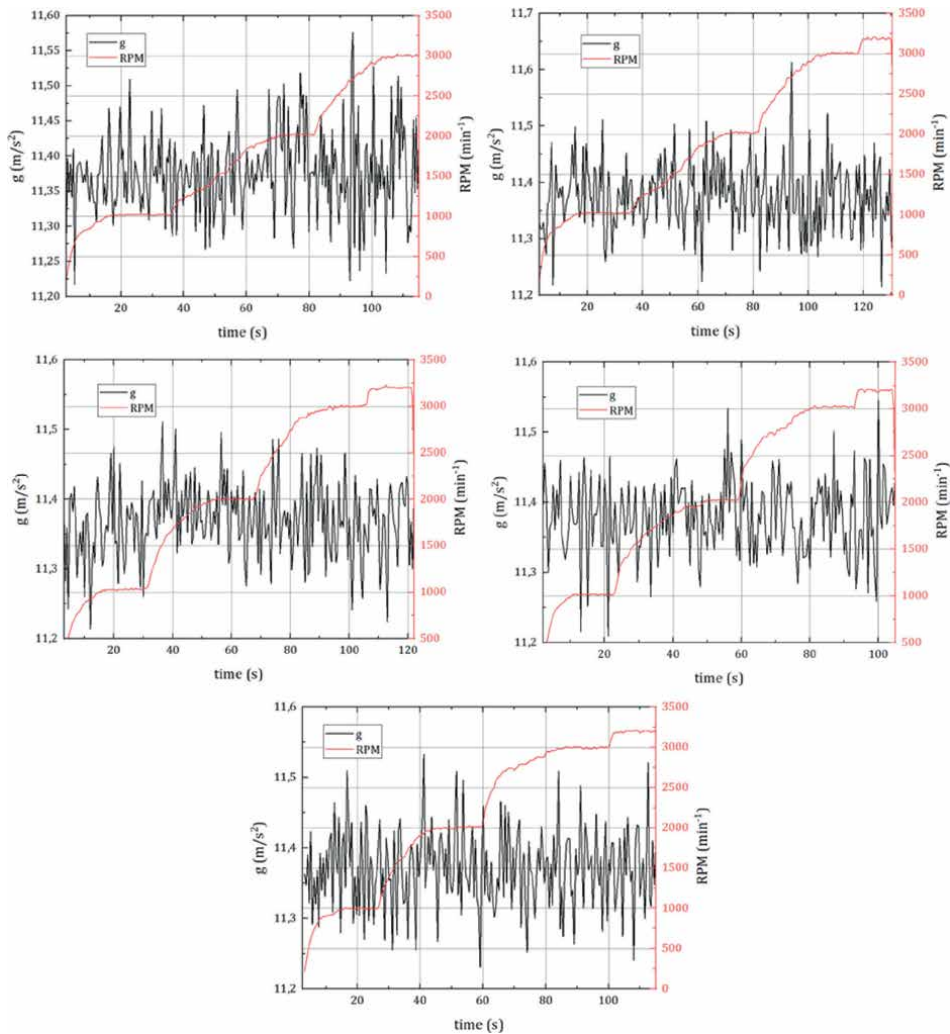 11,60
11,55
11,50
11,45
11,40
11,35
11,30
11,25
11,20
g (m/s²)
g
RPM
20 40 60 80 100
time (s)
3500
3000
2500
2000
1500
1000
500
0
RPM (min⁻¹)
11,7
11,6
11,5
11,4
11,3
11,2
g (m/s²)
g
RPM
20 40 60 80 100 120
time (s)
3500
3000
2500
2000
1500
1000
500
0
RPM (min⁻¹)
11,6
11,5
11,4
11,3
11,2
g (m/s²)
g
RPM
20 40 60 80 100 120
time (s)
3500
3000
2500
2000
1500
1000
500
RPM (min⁻¹)
11,6
11,5
11,4
11,3
11,2
g (m/s²)
g
RPM
20 40 60 80 100
time (s)
3500
3000
2500
2000
1500
1000
500
RPM (min⁻¹)
11,6
11,5
11,4
11,3
11,2
g (m/s²)
g
RPM
20 40 60 80 100
time (s)
3500
3000
2500
2000
1500
1000
500
0
RPM (min⁻¹)